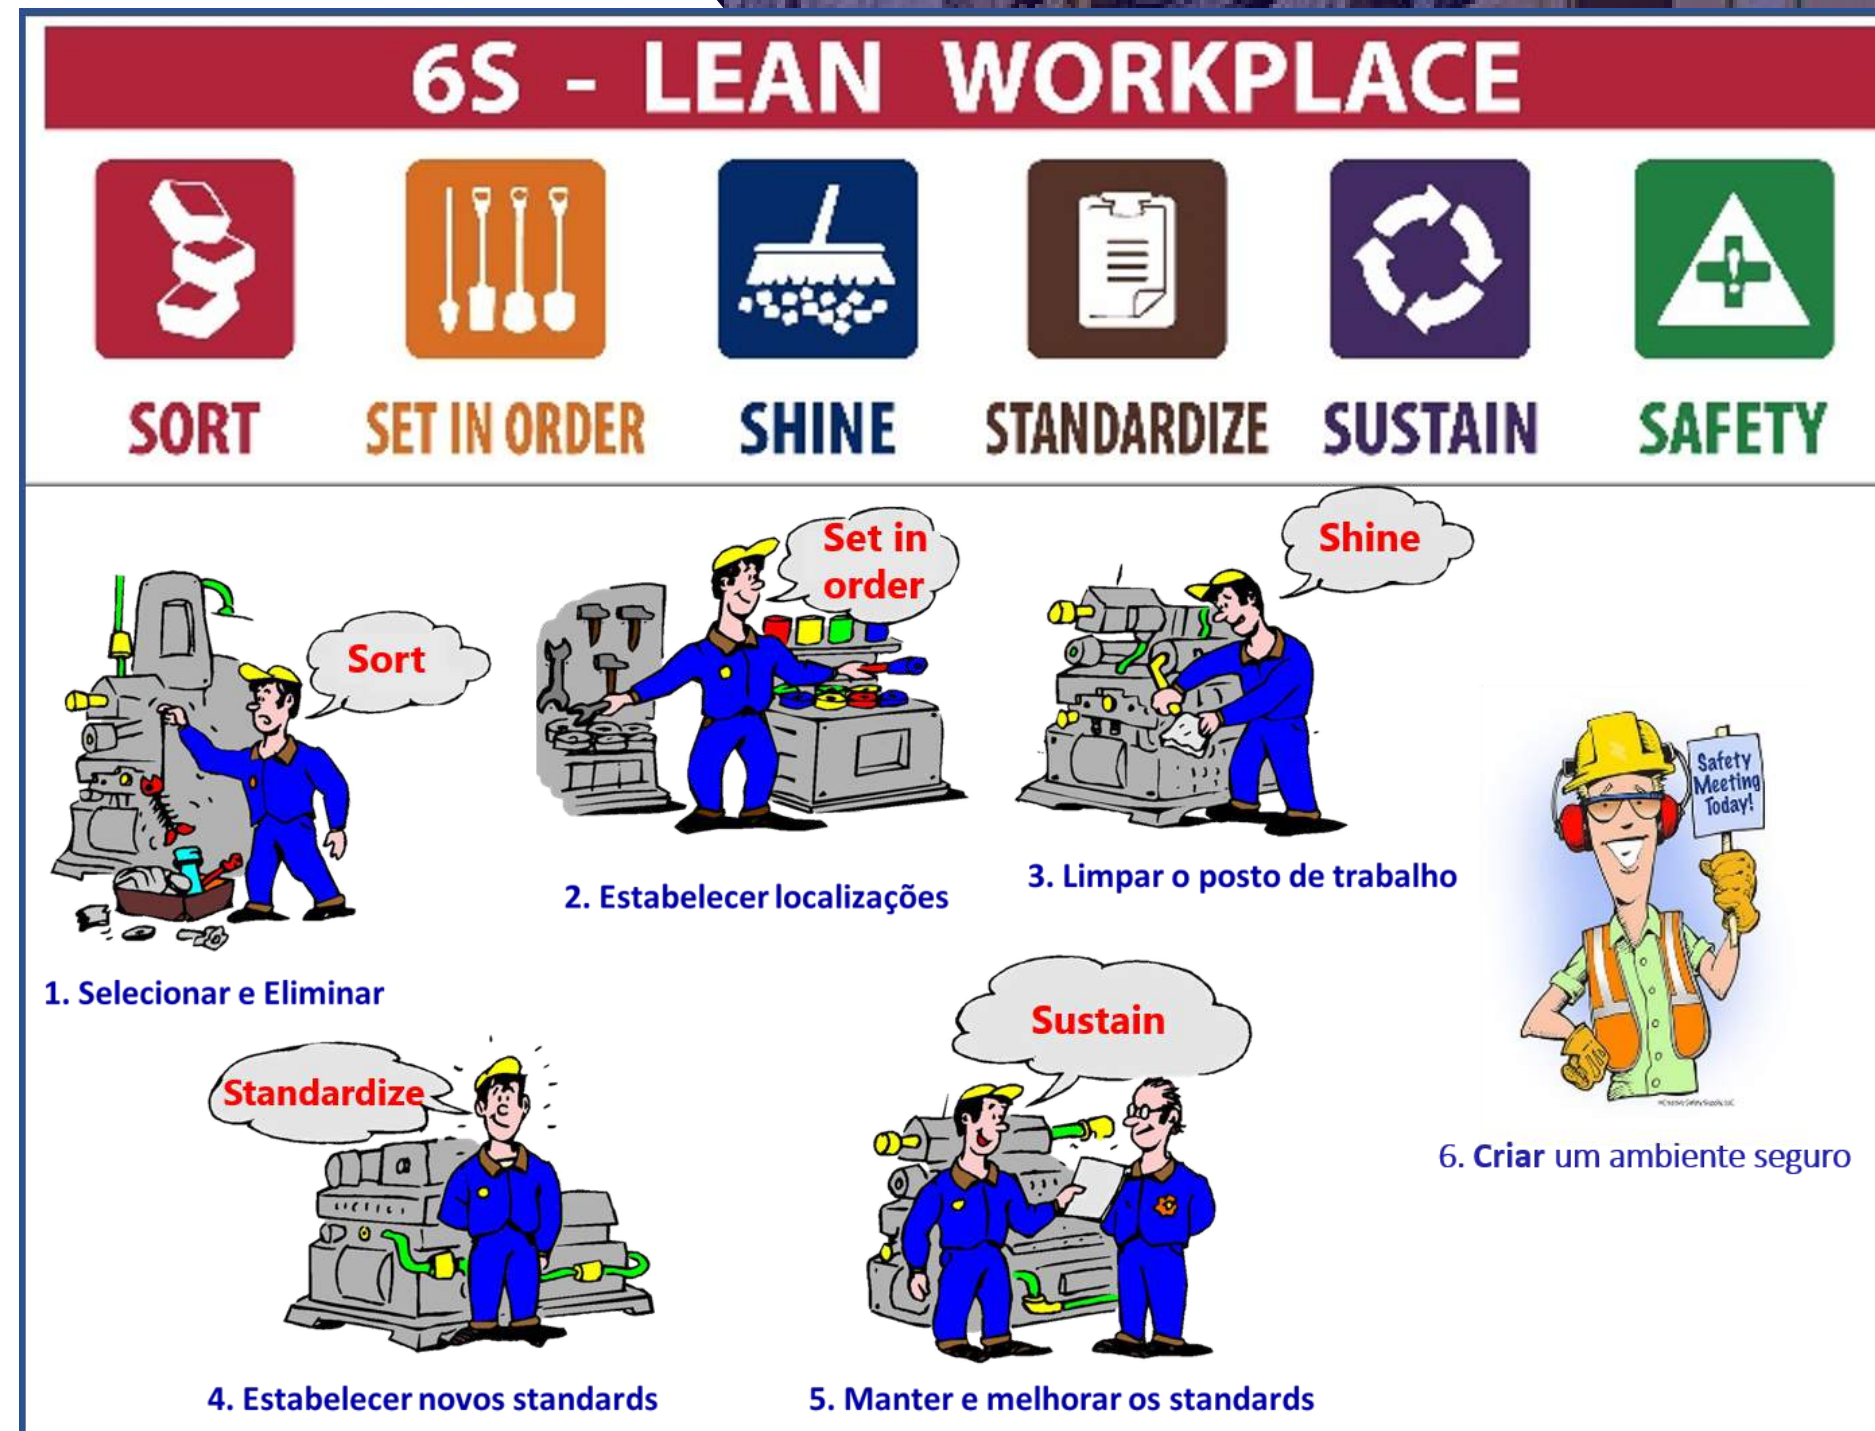 6S - LEAN WORKPLACE
SORT
SET IN ORDER
SHINE
STANDARDIZE
SUSTAIN
SAFETY
Sort
1. Selecionar e Eliminar
Set in
order
2. Estabelecer localizações
Shine
3. Limpar o posto de trabalho
Standardize
4. Estabelecer novos standards
Sustain
5. Manter e melhorar os standards
Safety
Meeting
Today!
6. Criar um ambiente seguro